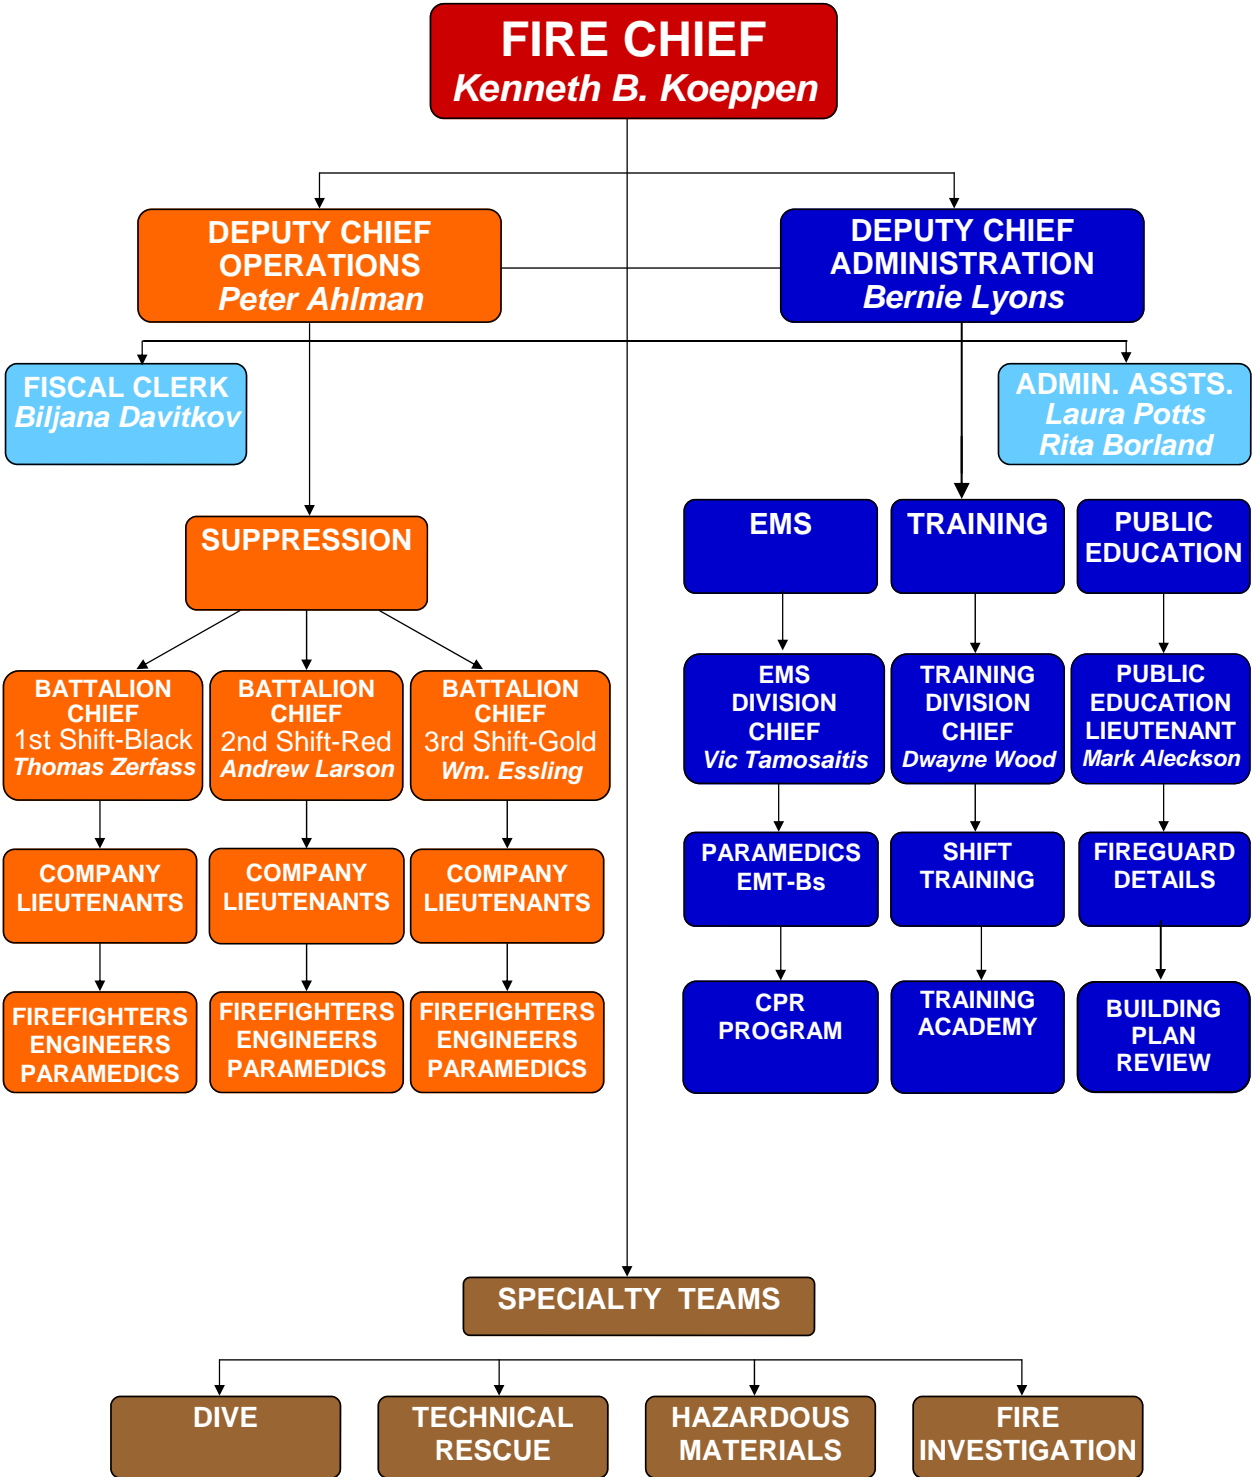 FIRE CHIEF
Kenneth B. Koeppen
DEPUTY CHIEF
OPERATIONS
Peter Ahlman
DEPUTY CHIEF
ADMINISTRATION
Bernie Lyons
FISCAL CLERK
Biljana Davitkov
ADMIN. ASSTS.
Laura Potts
Rita Borland
SUPPRESSION
EMS
TRAINING
PUBLIC
EDUCATION
BATTALION
CHIEF
1st Shift-Black
Thomas Zerfass
BATTALION
CHIEF
2nd Shift-Red
Andrew Larson
BATTALION
CHIEF
3rd Shift-Gold
Wm. Essling
EMS
DIVISION
CHIEF
Vic Tamosaitis
TRAINING
DIVISION
CHIEF
Dwayne Wood
PUBLIC
EDUCATION
LIEUTENANT
Mark Aleckson
COMPANY
LIEUTENANTS
COMPANY
LIEUTENANTS
COMPANY
LIEUTENANTS
PARAMEDICS
EMT-Bs
SHIFT
TRAINING
FIREGUARD
DETAILS
FIREFIGHTERS
ENGINEERS
PARAMEDICS
FIREFIGHTERS
ENGINEERS
PARAMEDICS
FIREFIGHTERS
ENGINEERS
PARAMEDICS
CPR
PROGRAM
TRAINING
ACADEMY
BUILDING
PLAN
REVIEW
SPECIALTY TEAMS
DIVE
TECHNICAL
RESCUE
HAZARDOUS
MATERIALS
FIRE
INVESTIGATION